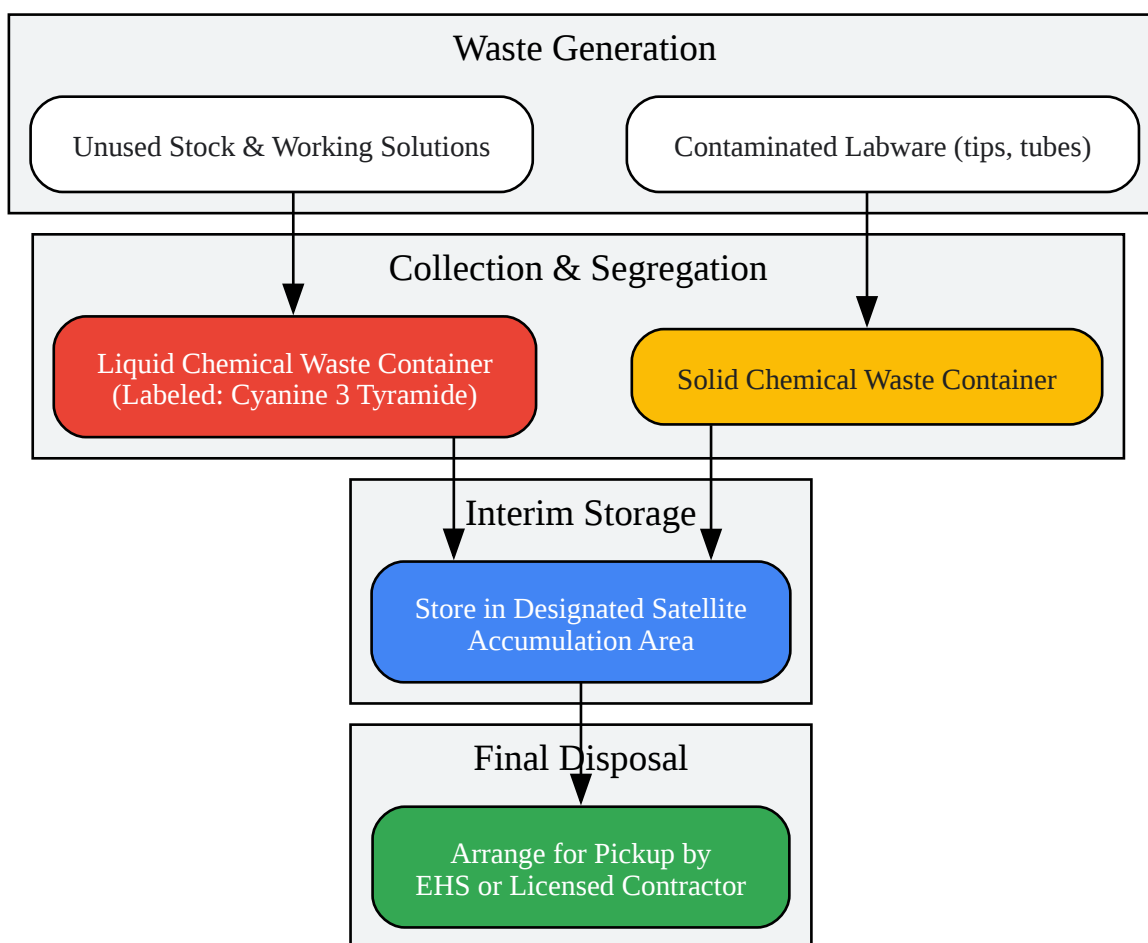 Waste Generation
Unused Stock & Working Solutions
Contaminated Labware (tips, tubes)
Collection & Segregation
Liquid Chemical Waste Container
(Labeled: Cyanine 3 Tyramide)
Solid Chemical Waste Container
Interim Storage
Store in Designated Satellite
Accumulation Area
Final Disposal
Arrange for Pickup by
EHS or Licensed Contractor